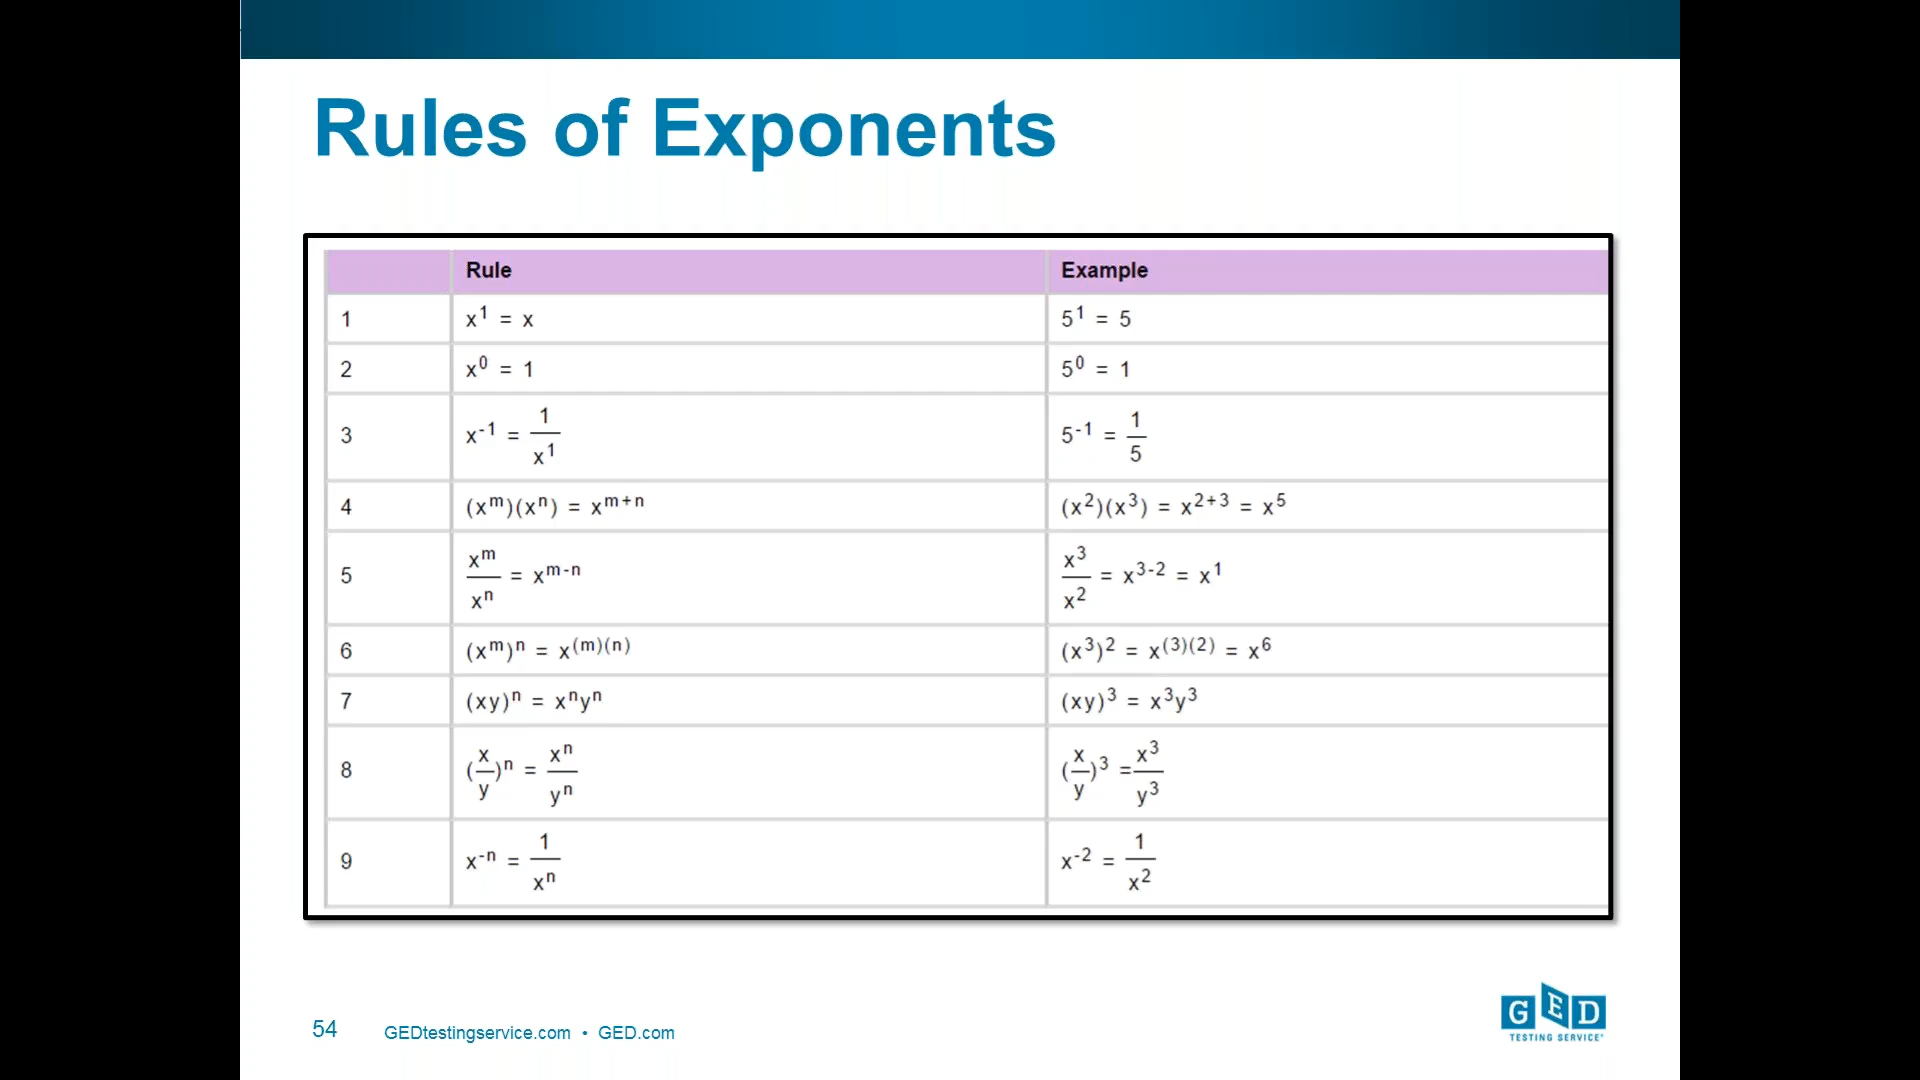 Rules of Exponents
Rule Example
1 x¹ = x 5¹ = 5
2 x⁰ = 1 5⁰ = 1
3 x⁻¹ = 1/x¹ 5⁻¹ = 1/5
4 (xᵐ)(xⁿ) = xᵐ⁺ⁿ (x²)(x³) = x²⁺³ = x⁵
5 xᵐ/xⁿ = xᵐ⁻ⁿ x³/x² = x³⁻² = x¹
6 (xᵐ)ⁿ = x⁽ᵐ⁾⁽ⁿ⁾ (x³)² = x⁽³⁾⁽²⁾ = x⁶
7 (xy)ⁿ = xⁿyⁿ (xy)³ = x³y³
8 (x/y)ⁿ = xⁿ/yⁿ (x/y)³ = x³/y³
9 x⁻ⁿ = 1/xⁿ x⁻² = 1/x²
54 GEDtestingservice.com • GED.com
GED
TESTING SERVICE